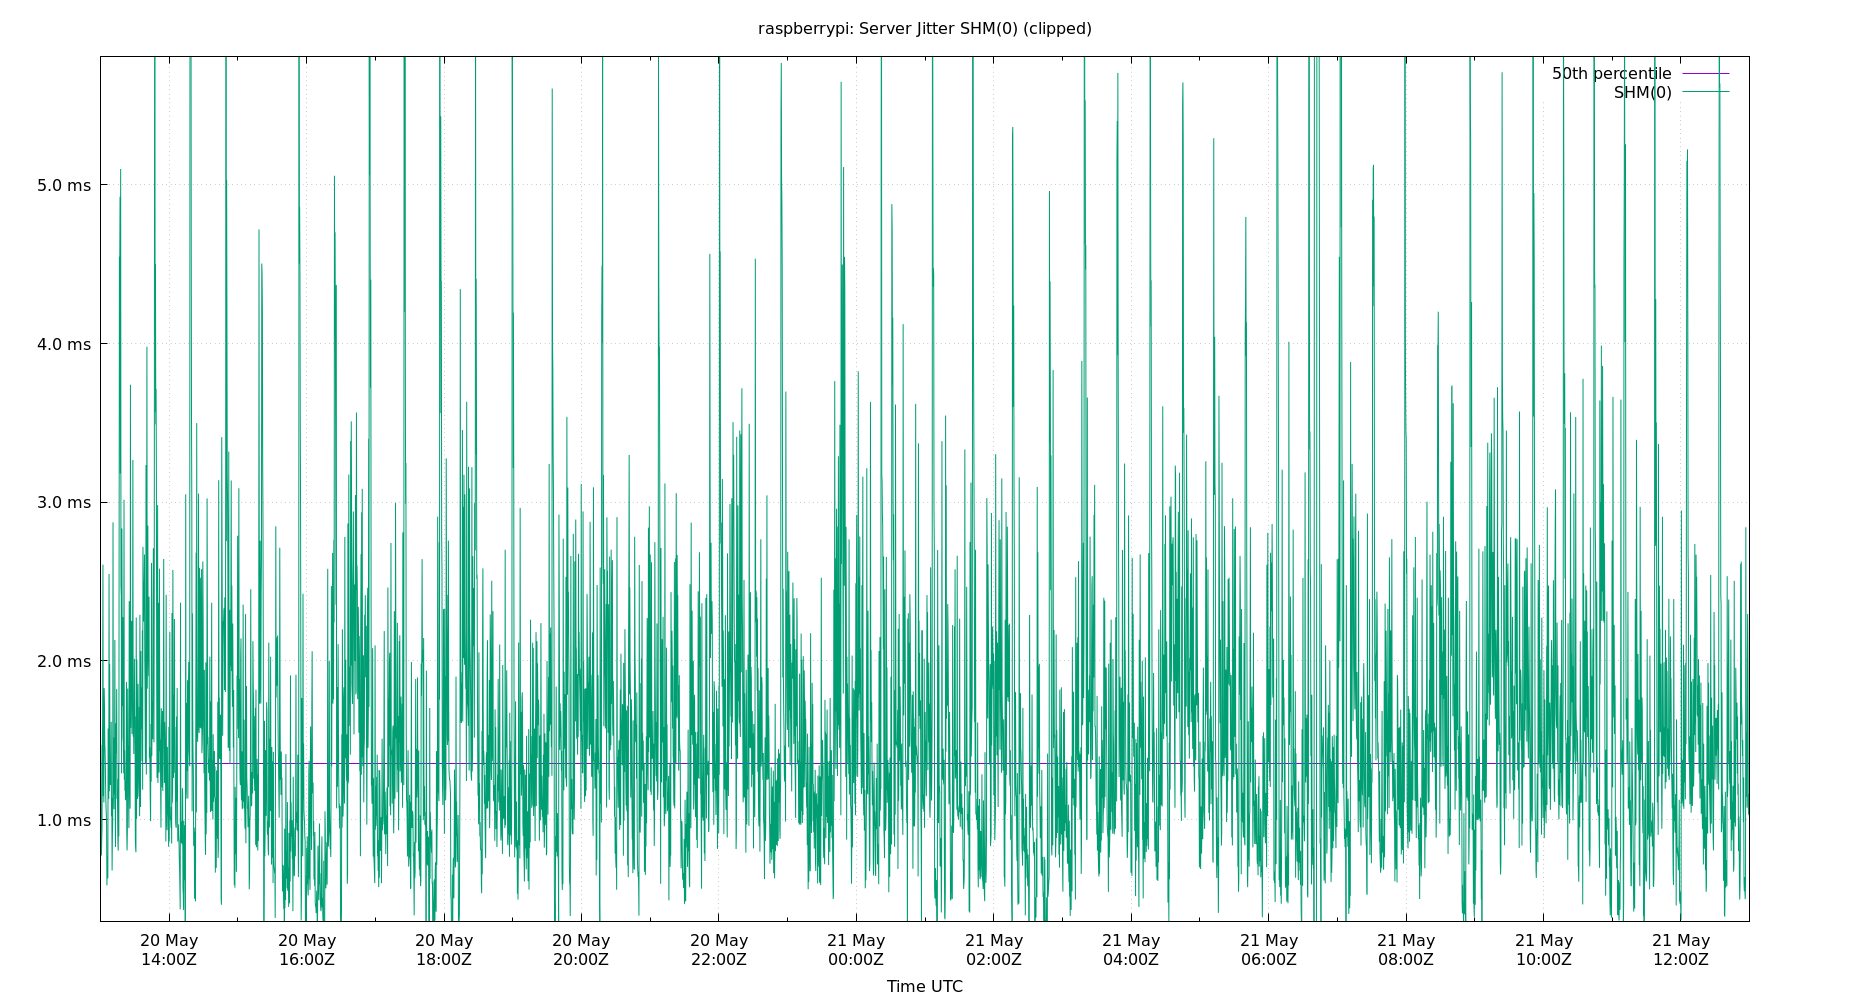 raspberrypi: Server Jitter SHM(0) (clipped)
50th percentile
SHM(0)
5.0 ms
4.0 ms
3.0 ms
2.0 ms
1.0 ms
20 May 20 May 20 May 20 May 20 May 21 May 21 May 21 May 21 May 21 May 21 May 21 May
14:00Z 16:00Z 18:00Z 20:00Z 22:00Z 00:00Z 02:00Z 04:00Z 06:00Z 08:00Z 10:00Z 12:00Z
Time UTC